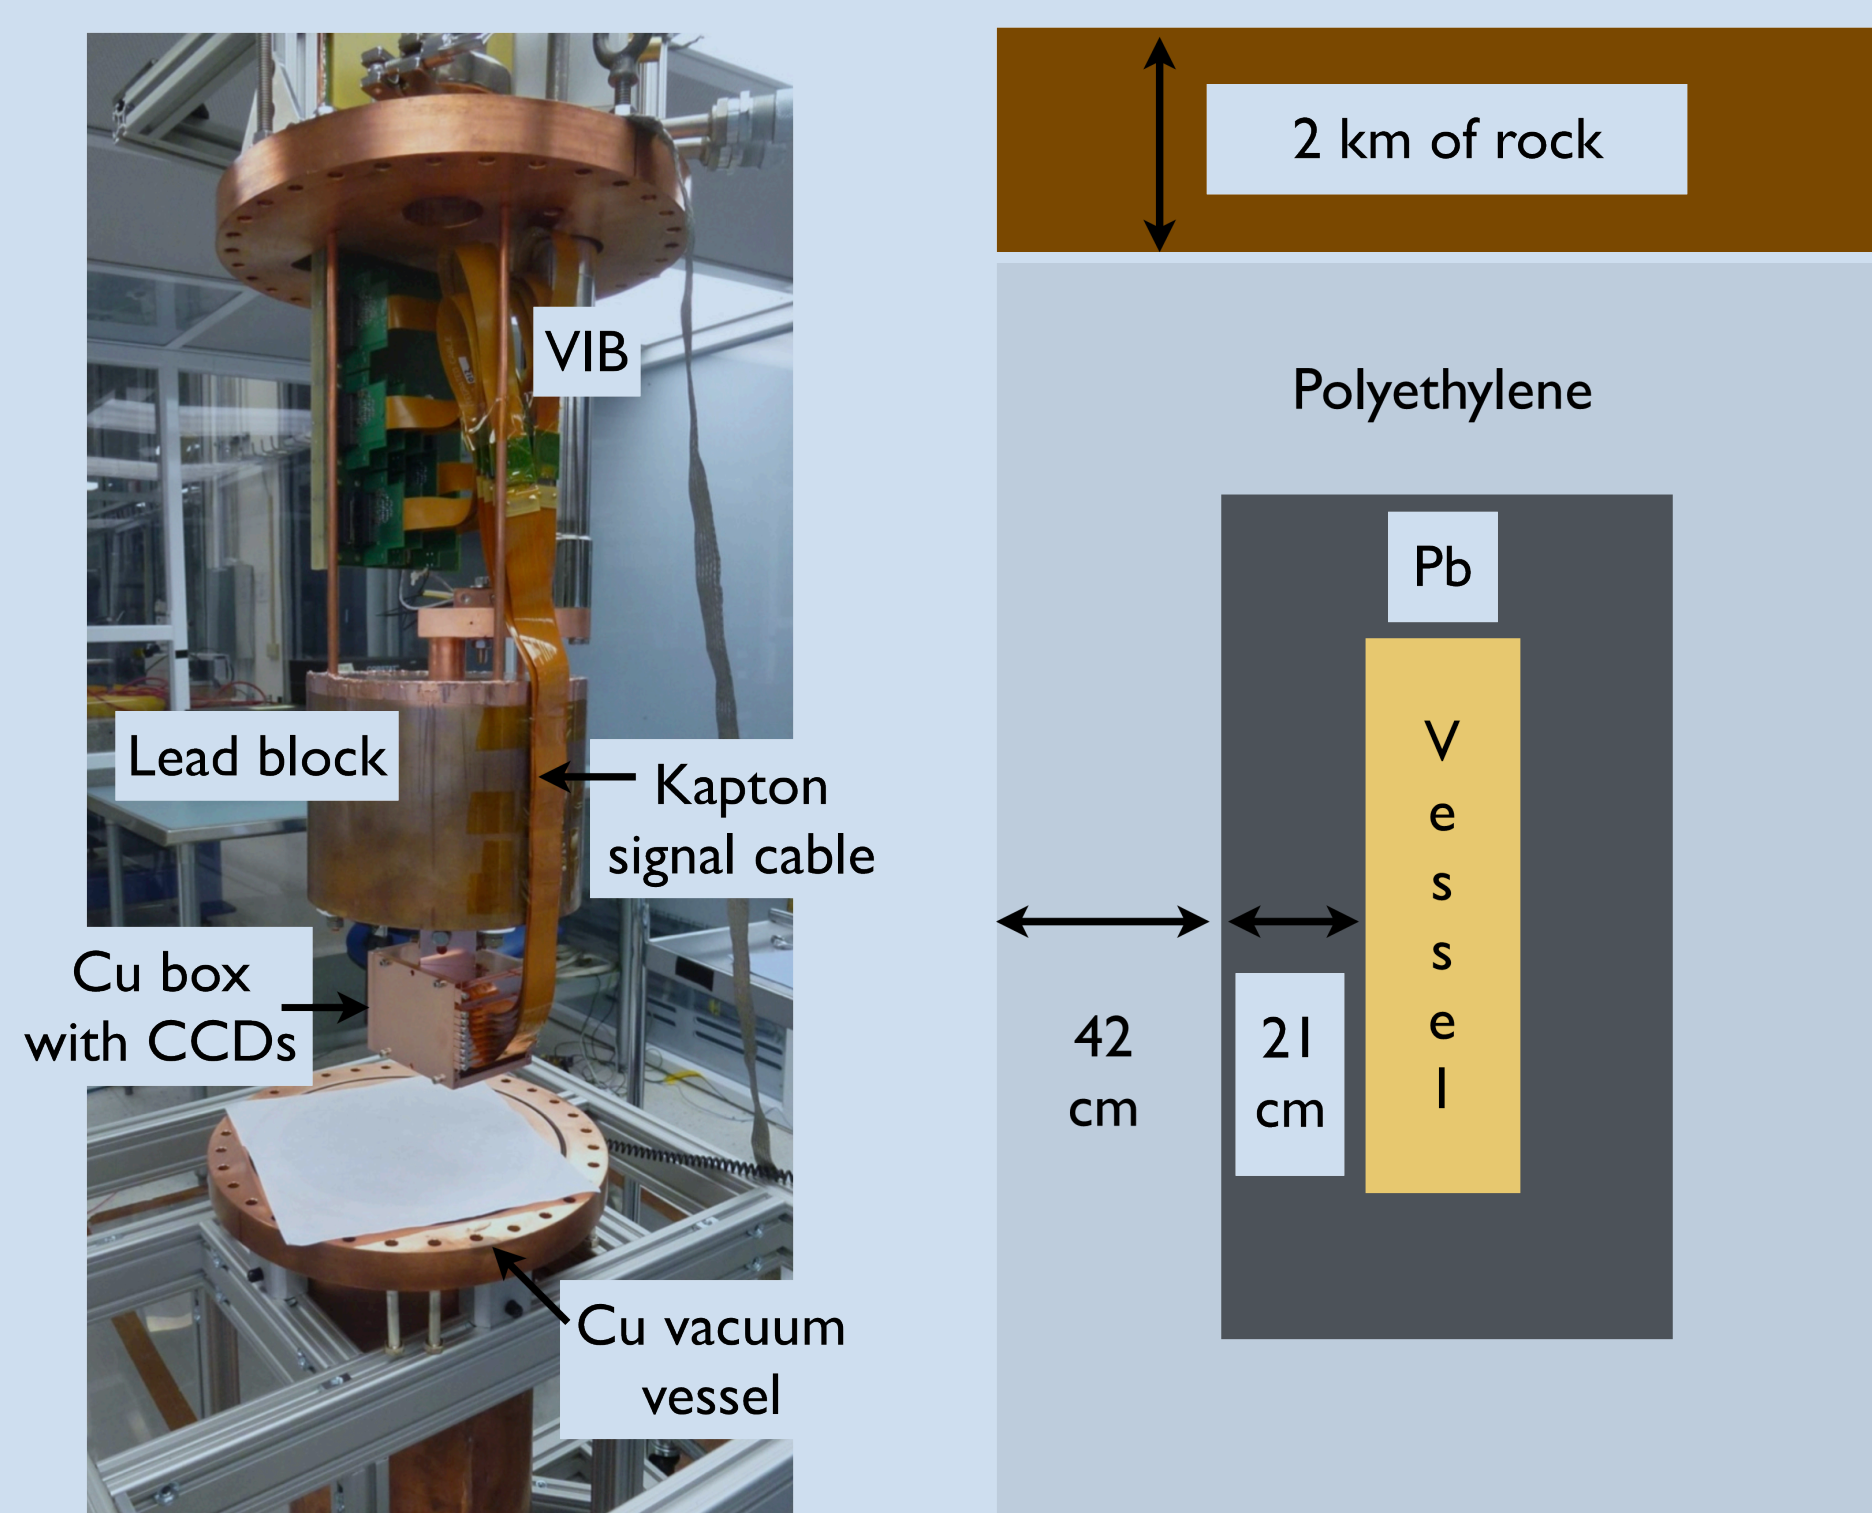 VIB
Lead block
Kapton
signal cable
Cu box
with CCDs
Cu vacuum
vessel
2 km of rock
Polyethylene
Pb
V
e
s
s
e
l
42
cm
21
cm